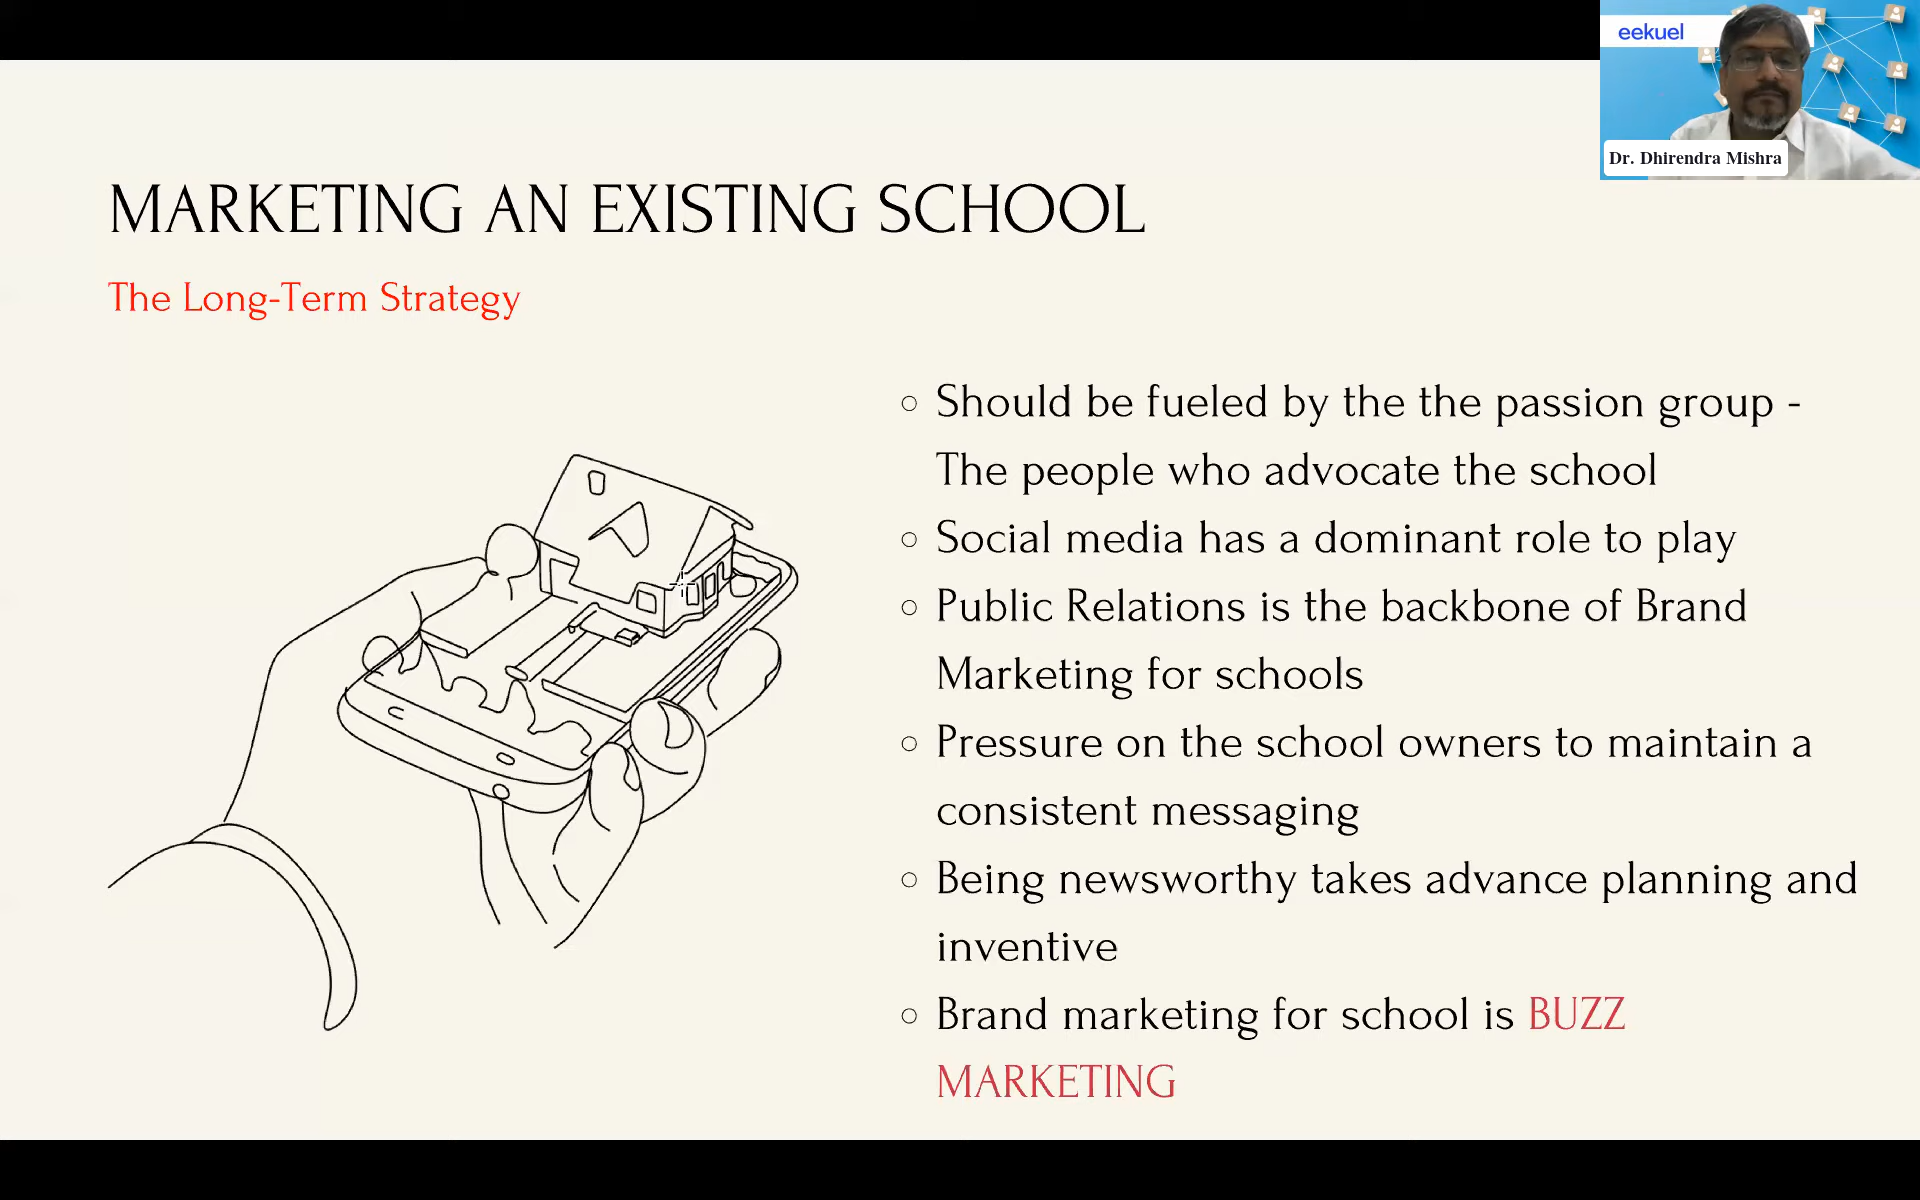 eekuel
Dr. Dhirendra Mishra
MARKETING AN EXISTING SCHOOL
The Long-Term Strategy
Should be fueled by the the passion group -
The people who advocate the school
Social media has a dominant role to play
Public Relations is the backbone of Brand
Marketing for schools
Pressure on the school owners to maintain a
consistent messaging
Being newsworthy takes advance planning and
inventive
Brand marketing for school is BUZZ
MARKETING